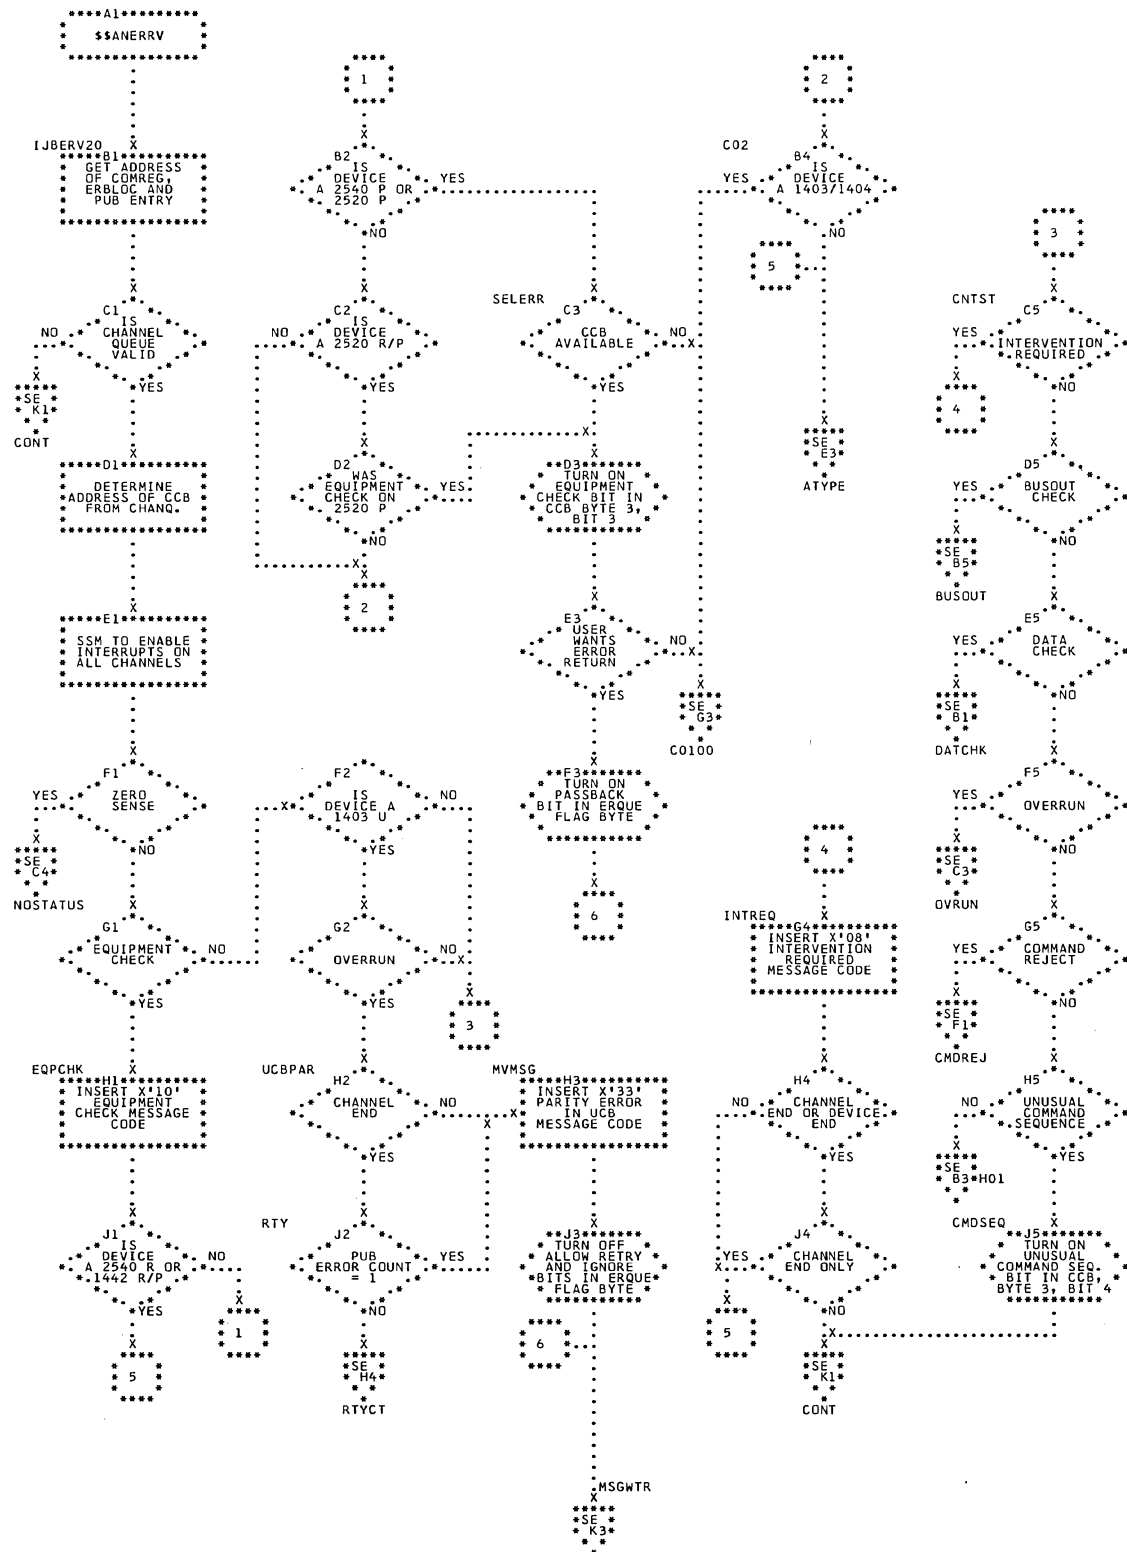 A1
$$ANERRV
IJBERV20
B1
GET ADDRESS
OF COMREG,
ERBLOC AND
PUB ENTRY
C1
IS
CHANNEL
QUEUE
VALID
NO
YES
SE
K1
CONT
D1
DETERMINE
ADDRESS OF CCB
FROM CHANQ.
E1
SSM TO ENABLE
INTERRUPTS ON
ALL CHANNELS
F1
ZERO
SENSE
YES
NO
SE
C4
NOSTATUS
G1
EQUIPMENT
CHECK
NO
YES
EQPCHK
H1
INSERT X'10'
EQUIPMENT
CHECK MESSAGE
CODE
J1
IS
DEVICE
A 2540 R OR
1442 R/P
NO
YES
1
5
1
B2
IS
DEVICE
A 2540 P OR
2520 P
YES
NO
C2
IS
DEVICE
A 2520 R/P
NO
YES
D2
WAS
EQUIPMENT
CHECK ON
2520 P
YES
NO
2
F2
IS
DEVICE A
1403 U
NO
YES
G2
OVERRUN
NO
YES
3
UCBPAR
H2
CHANNEL
END
NO
YES
RTY
J2
PUB
ERROR COUNT
= 1
YES
NO
SE
H4
RTYCT
SELERR
C3
CCB
AVAILABLE
NO
YES
D3
TURN ON
EQUIPMENT
CHECK BIT IN
CCB BYTE 3,
BIT 3
E3
USER
WANTS
ERROR
RETURN
NO
YES
SE
G3
CO100
F3
TURN ON
PASSBACK
BIT IN ERQUE
FLAG BYTE
6
MVMSG
H3
INSERT X'33'
PARITY ERROR
IN UCB
MESSAGE CODE
J3
TURN OFF
ALLOW RETRY
AND IGNORE
BITS IN ERQUE
FLAG BYTE
6
MSGWTR
SE
K3
2
CO2
B4
IS
DEVICE
A 1403/1404
YES
NO
5
SE
E3
ATYPE
4
INTREQ
G4
INSERT X'08'
INTERVENTION
REQUIRED
MESSAGE CODE
H4
CHANNEL
END OR DEVICE
END
NO
YES
J4
CHANNEL
END ONLY
YES
NO
5
SE
K1
CONT
3
CNTST
C5
INTERVENTION
REQUIRED
YES
NO
4
D5
BUSOUT
CHECK
YES
NO
SE
B5
BUSOUT
E5
DATA
CHECK
YES
NO
SE
B1
DATCHK
F5
OVERRUN
YES
NO
SE
C3
OVRUN
G5
COMMAND
REJECT
YES
NO
SE
F1
CMDREJ
H5
UNUSUAL
COMMAND
SEQUENCE
NO
YES
SE
B3
H01
CMDSEQ
J5
TURN ON
UNUSUAL
COMMAND SEQ.
BIT IN CCB,
BYTE 3, BIT 4